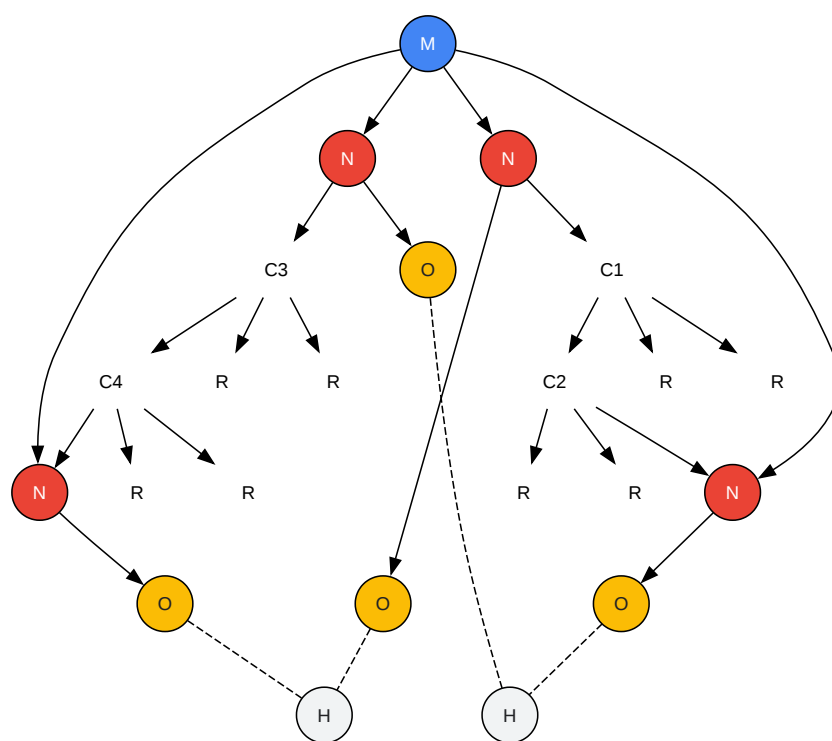 M
N N
C3 O C1
C4 R R C2 R R
N R R R R N
O O O
H H